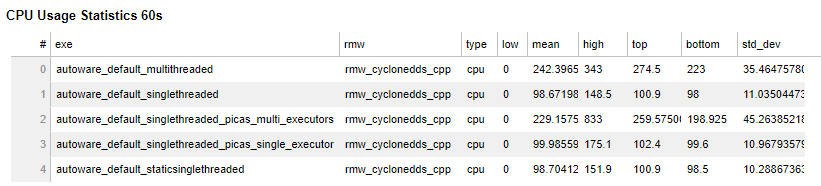 CPU Usage Statistics 60s
# exe rmw type low mean high top bottom std_dev
0 autoware_default_multithreaded rmw_cyclonedds_cpp cpu 0 242.3965 343 274.5 223 35.46475780
1 autoware_default_singlethreaded rmw_cyclonedds_cpp cpu 0 98.67198 148.5 100.9 98 11.03504473
2 autoware_default_singlethreaded_picas_multi_executors rmw_cyclonedds_cpp cpu 0 229.1575 833 259.5750 198.925 45.26385218
3 autoware_default_singlethreaded_picas_single_executor rmw_cyclonedds_cpp cpu 0 99.98559 175.1 102.4 99.6 10.96793579
4 autoware_default_staticsinglethreaded rmw_cyclonedds_cpp cpu 0 98.70412 151.9 100.9 98.5 10.28867363